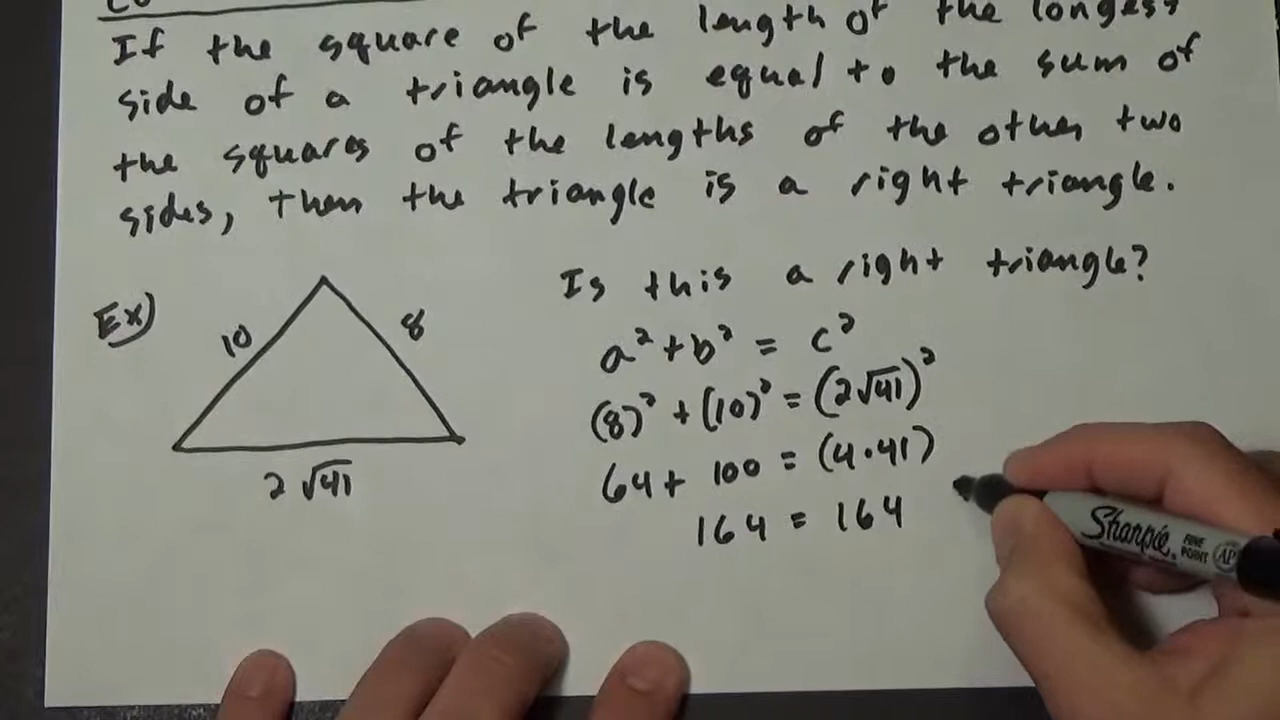 If the square of the length of the longest
side of a triangle is equal to the sum of
the squares of the lengths of the other two
sides, then the triangle is a right triangle.
Ex)
10
8
2√41
Is this a right triangle?
a² + b² = c²
(8)² + (10)² = (2√41)²
64 + 100 = (4·41)
164 = 164
Sharpie
FINE
POINT
AP